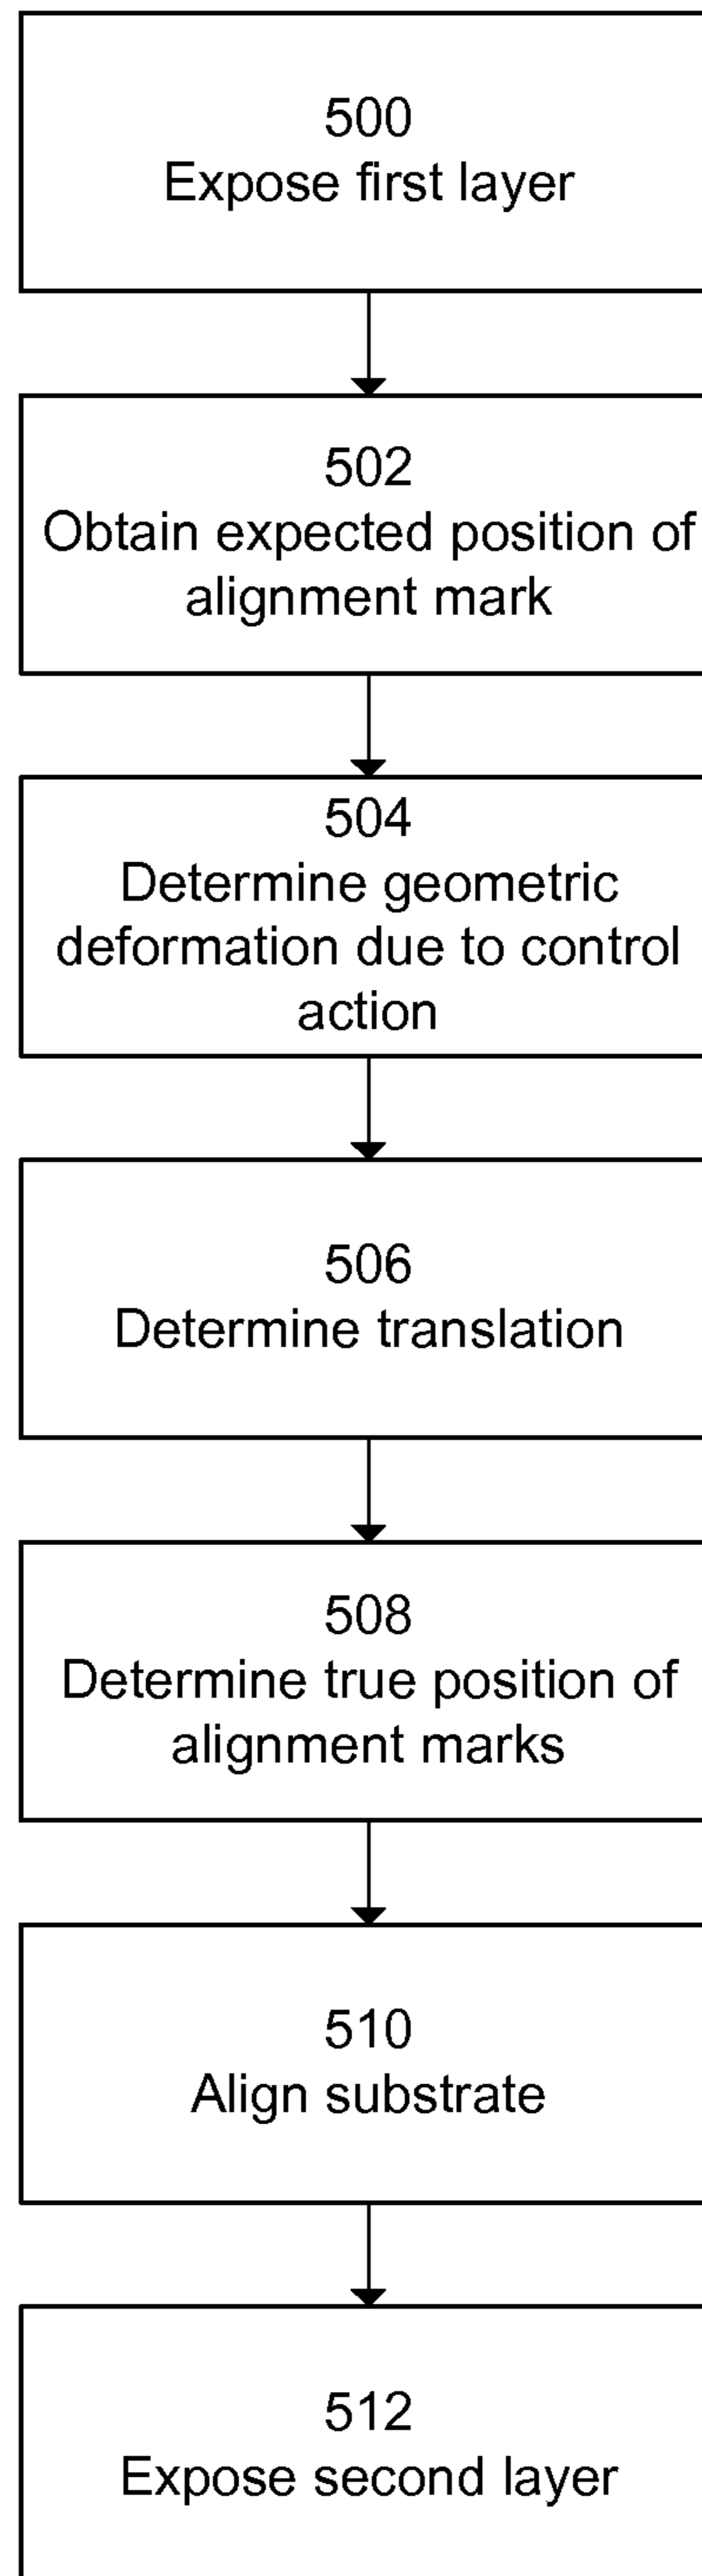 500
Expose first layer
502
Obtain expected position of
alignment mark
504
Determine geometric
deformation due to control
action
506
Determine translation
508
Determine true position of
alignment marks
510
Align substrate
512
Expose second layer